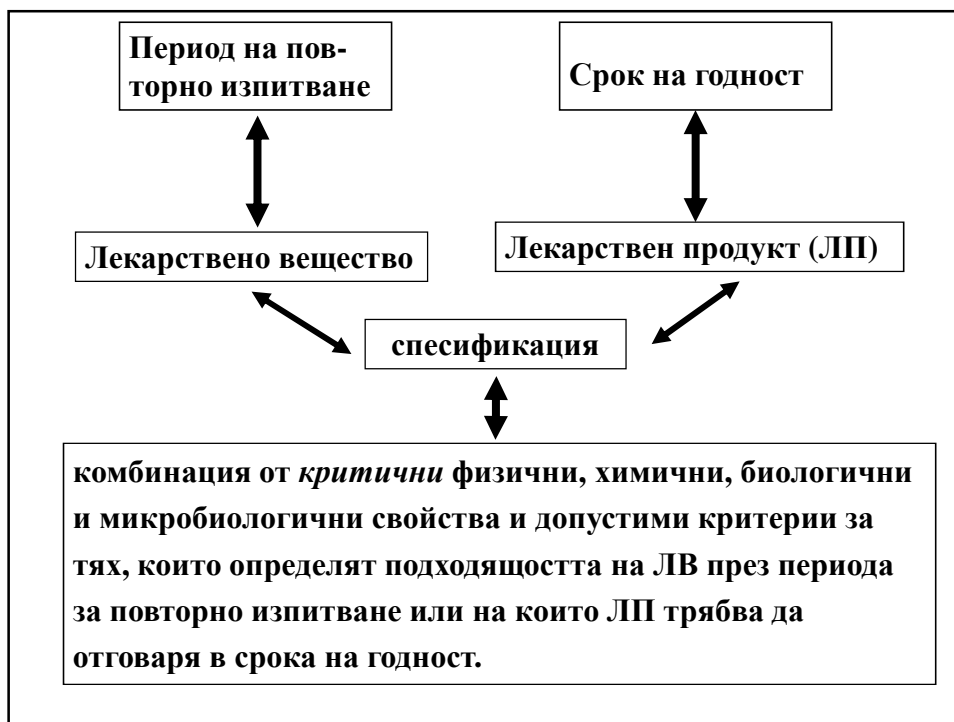 Период на пов-
торно изпитване
Срок на годност
Лекарствено вещество
Лекарствен продукт (ЛП)
спесификация
комбинация от критични физични, химични, биологични
и микробиологични свойства и допустими критерии за
тях, които определят подходящостта на ЛВ през периода
за повторно изпитване или на които ЛП трябва да
отговаря в срока на годност.